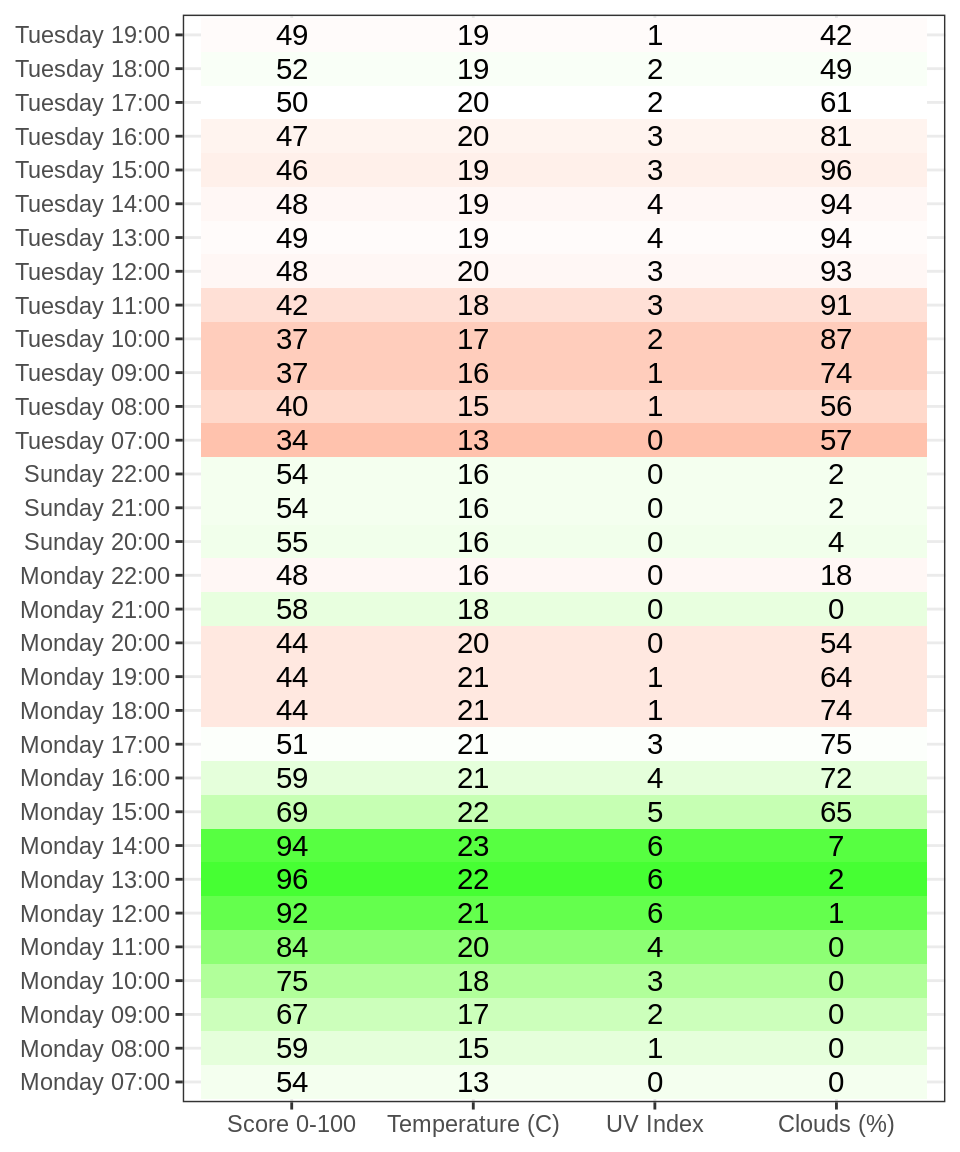 Tuesday 19:00 49 19 1 42
Tuesday 18:00 52 19 2 49
Tuesday 17:00 50 20 2 61
Tuesday 16:00 47 20 3 81
Tuesday 15:00 46 19 3 96
Tuesday 14:00 48 19 4 94
Tuesday 13:00 49 19 4 94
Tuesday 12:00 48 20 3 93
Tuesday 11:00 42 18 3 91
Tuesday 10:00 37 17 2 87
Tuesday 09:00 37 16 1 74
Tuesday 08:00 40 15 1 56
Tuesday 07:00 34 13 0 57
Sunday 22:00 54 16 0 2
Sunday 21:00 54 16 0 2
Sunday 20:00 55 16 0 4
Monday 22:00 48 16 0 18
Monday 21:00 58 18 0 0
Monday 20:00 44 20 0 54
Monday 19:00 44 21 1 64
Monday 18:00 44 21 1 74
Monday 17:00 51 21 3 75
Monday 16:00 59 21 4 72
Monday 15:00 69 22 5 65
Monday 14:00 94 23 6 7
Monday 13:00 96 22 6 2
Monday 12:00 92 21 6 1
Monday 11:00 84 20 4 0
Monday 10:00 75 18 3 0
Monday 09:00 67 17 2 0
Monday 08:00 59 15 1 0
Monday 07:00 54 13 0 0
Score 0-100 Temperature (C) UV Index Clouds (%)